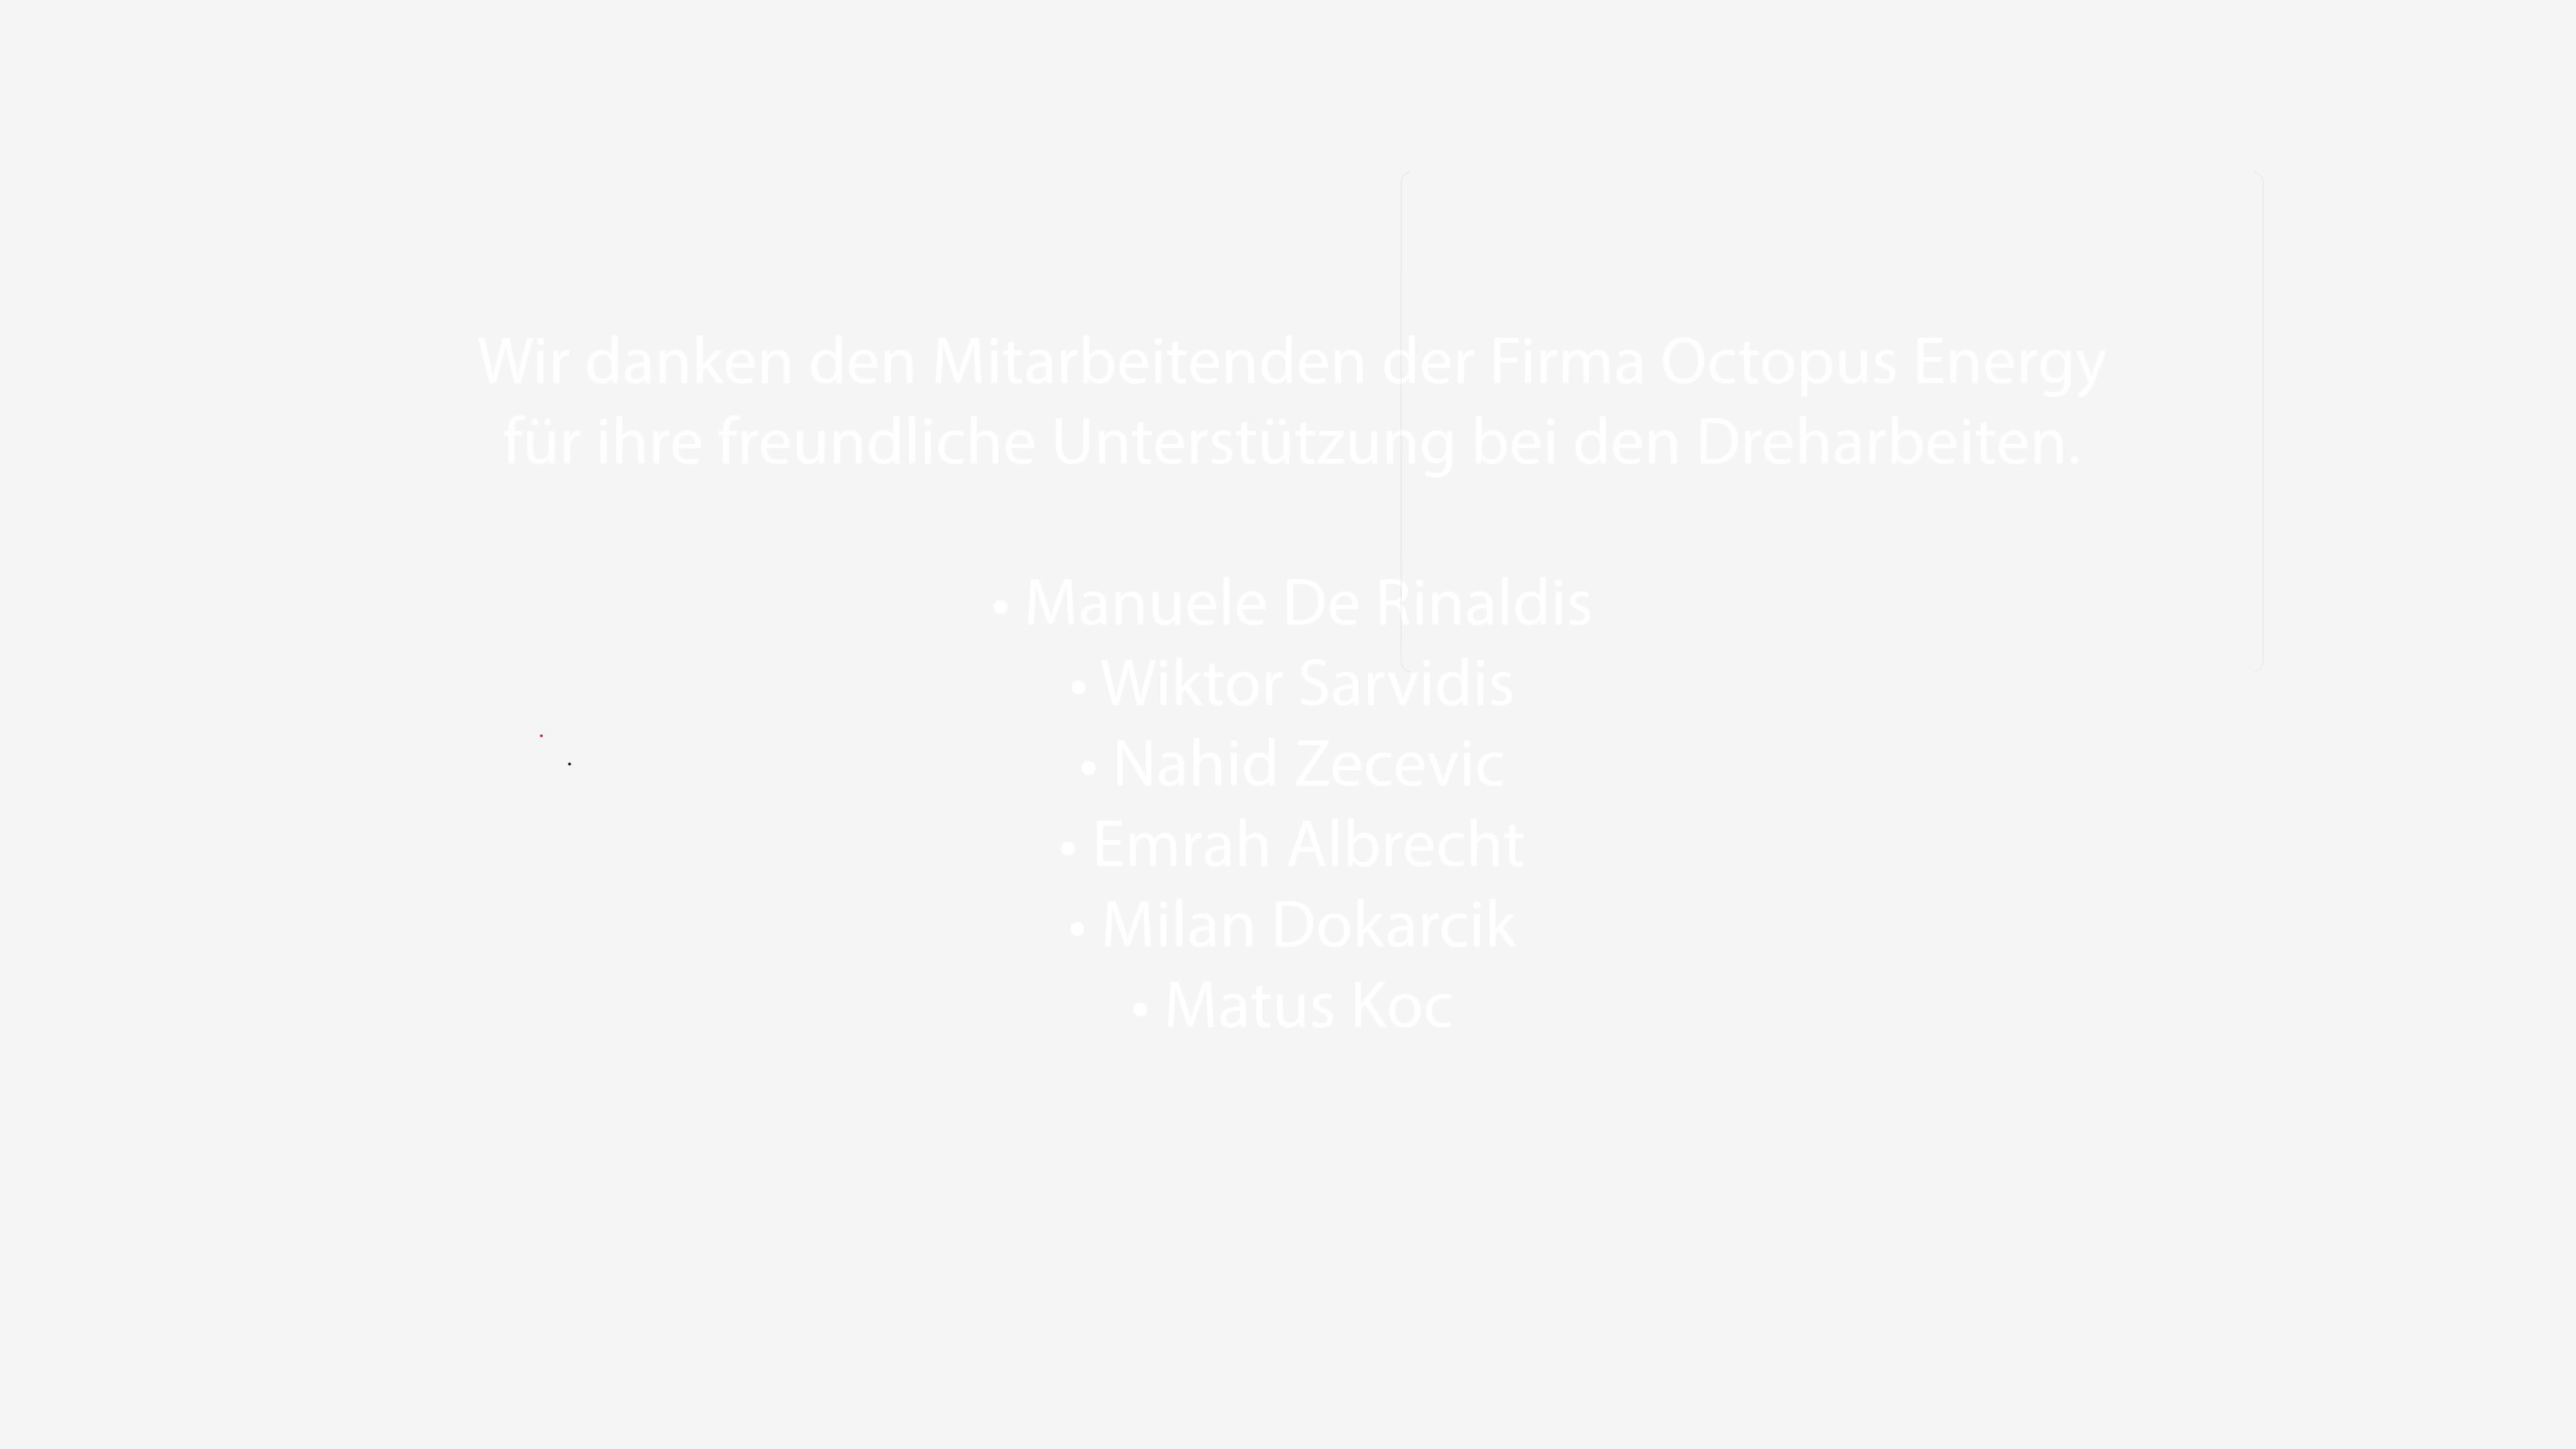 Wir danken den Mitarbeitenden der Firma Octopus Energy
für ihre freundliche Unterstützung bei den Dreharbeiten.
• Manuele De Rinaldis
• Wiktor Sarvidis
• Nahid Zecevic
• Emrah Albrecht
• Milan Dokarcik
• Matus Koc